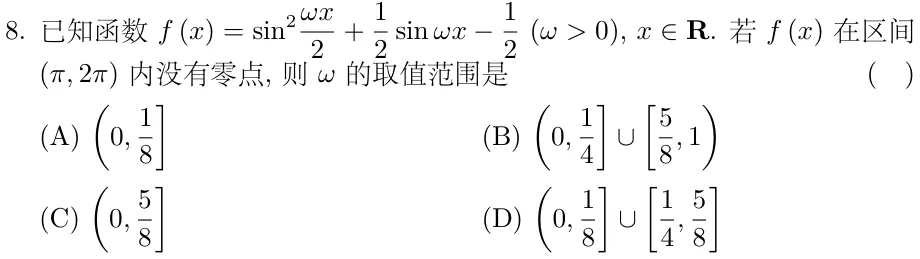 8. 已知函数 f (x) = sin² ωx/2 + 1/2 sin ωx − 1/2 (ω > 0), x ∈ R. 若 f (x) 在区间
(π, 2π) 内没有零点, 则 ω 的取值范围是 ( )
(A) (0, 1/8] (B) (0, 1/4] ∪ [5/8, 1)
(C) (0, 5/8] (D) (0, 1/8] ∪ [1/4, 5/8]